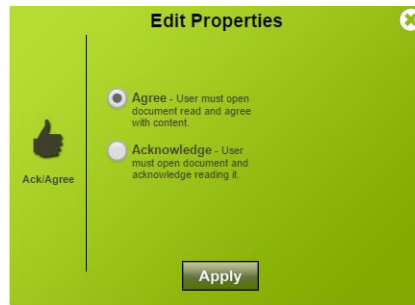 Edit Properties
Agree - User must open
document read and agree
with content.
Acknowledge - User
must open document and
acknowledge reading it.
Ack/Agree
Apply